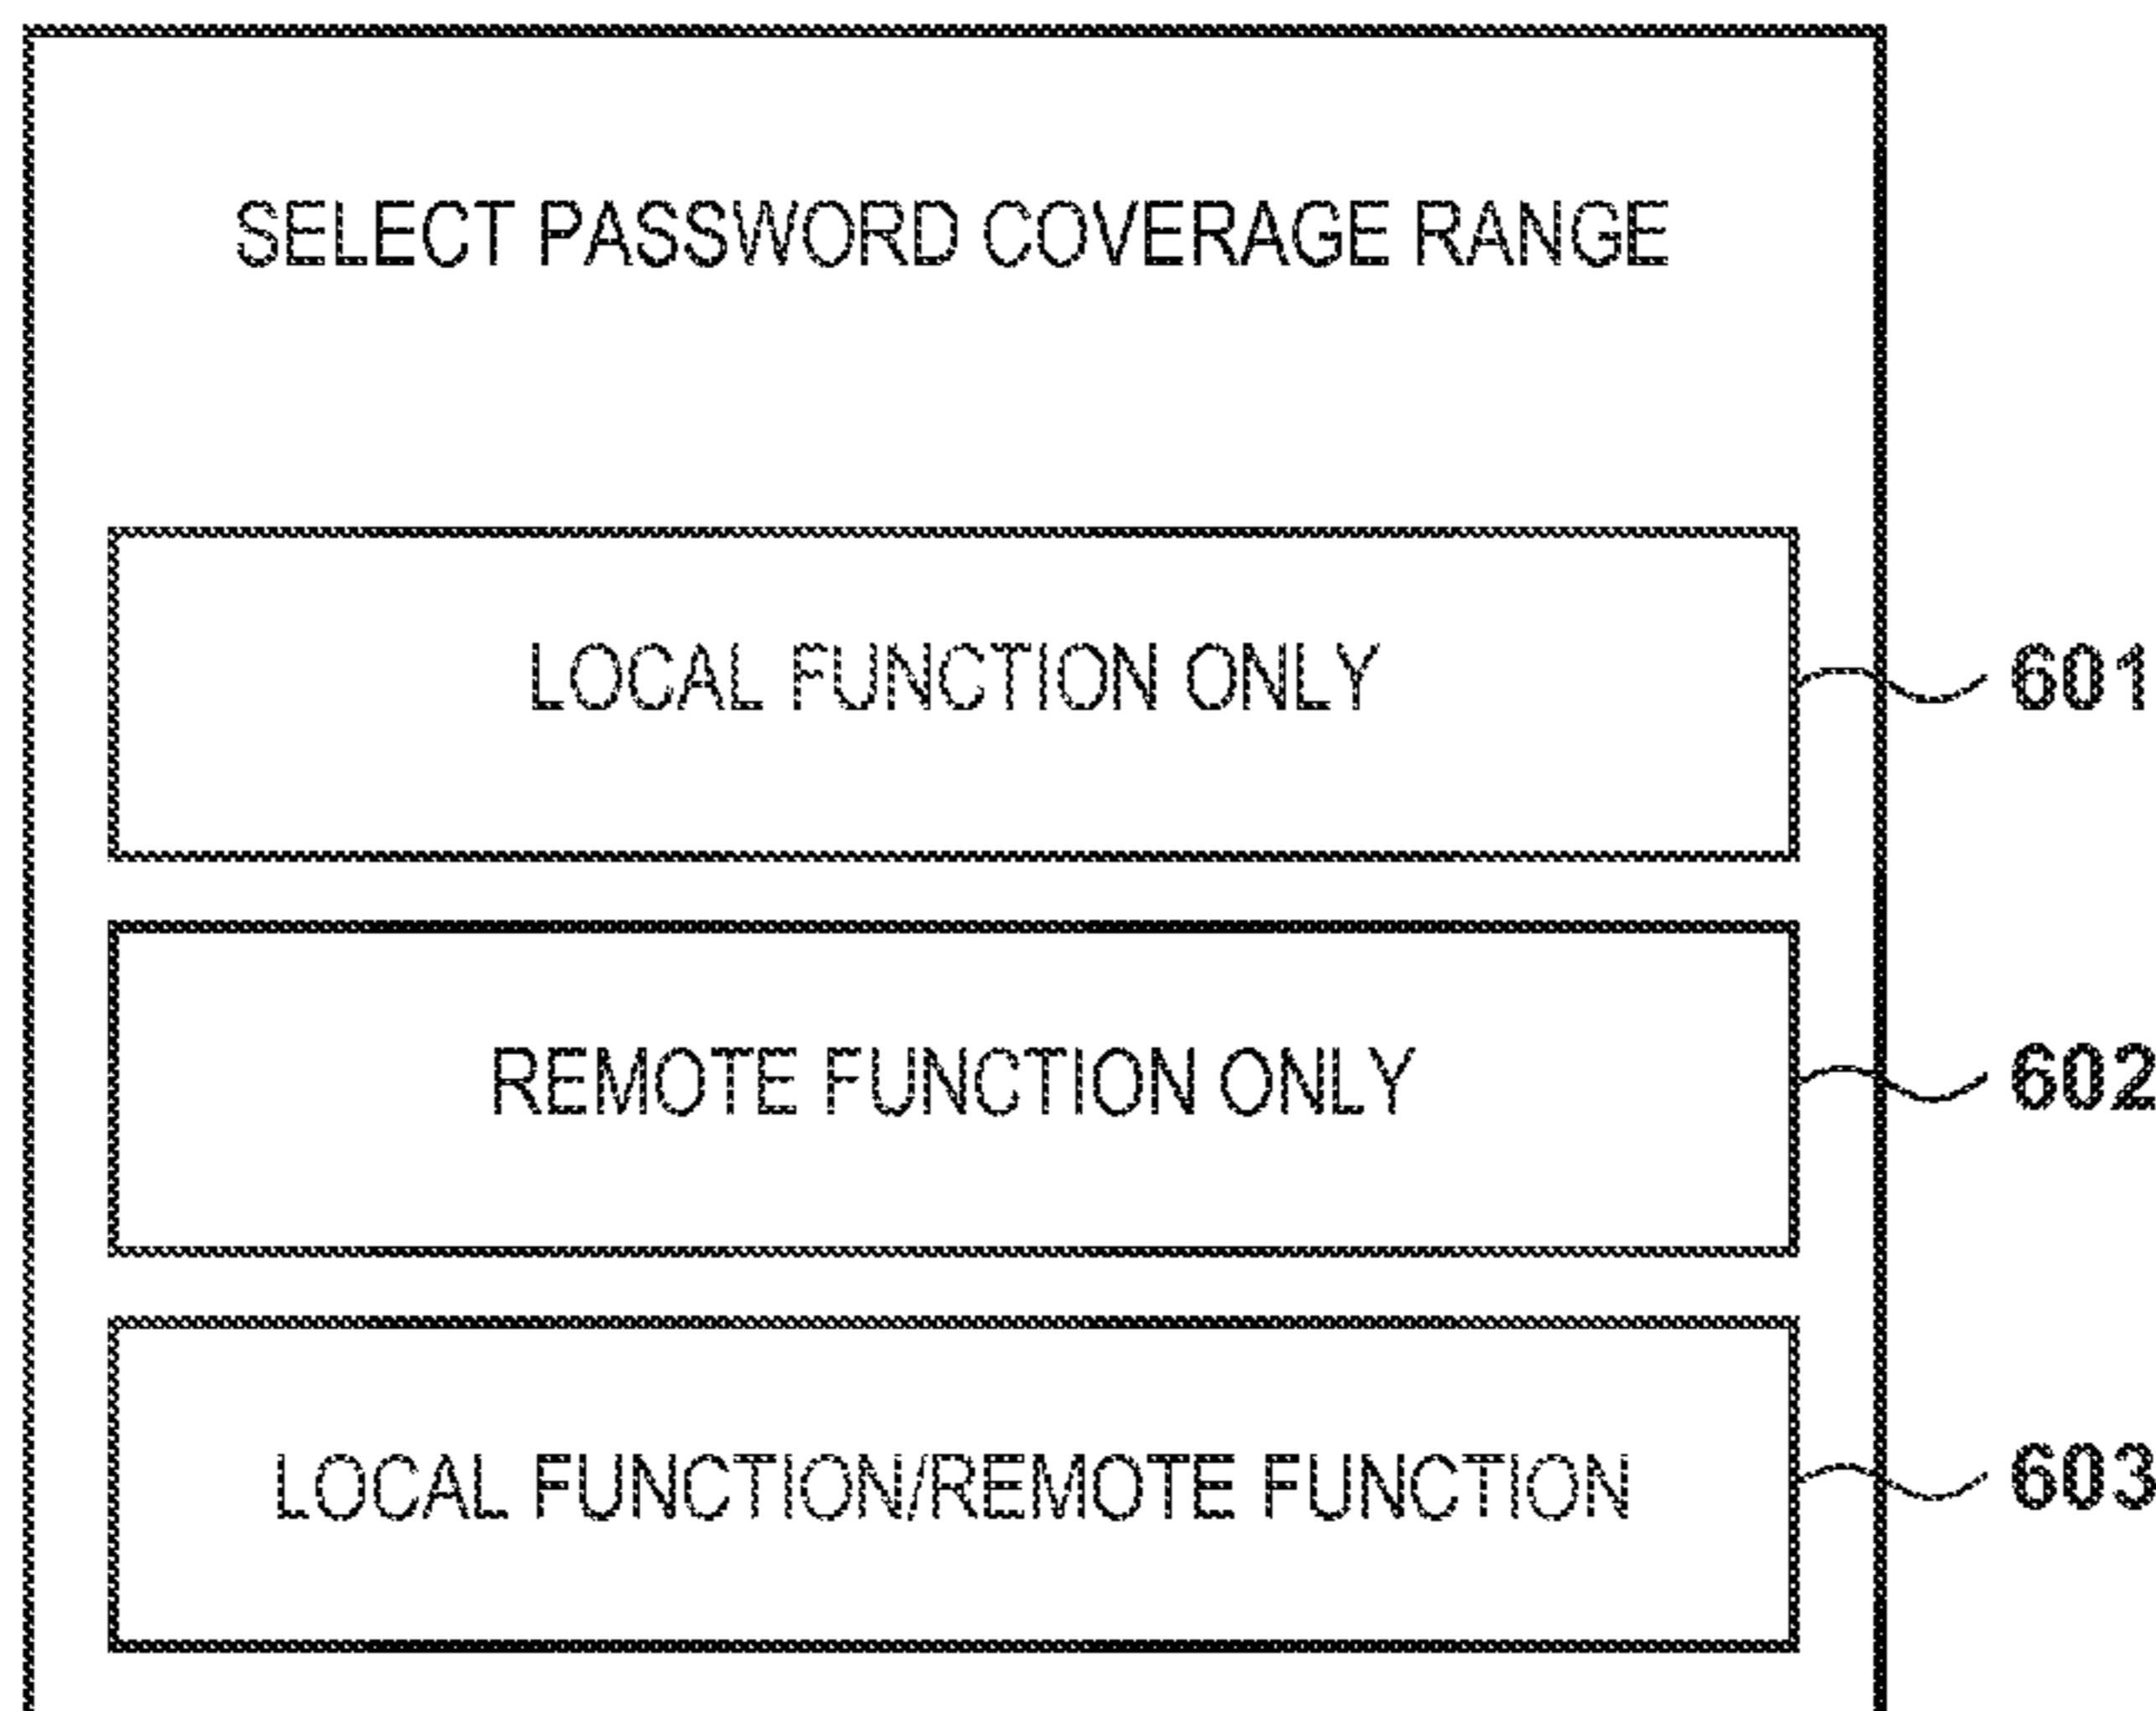 SELECT PASSWORD COVERAGE RANGE
LOCAL FUNCTION ONLY
601
REMOTE FUNCTION ONLY
602
LOCAL FUNCTION/REMOTE FUNCTION
603